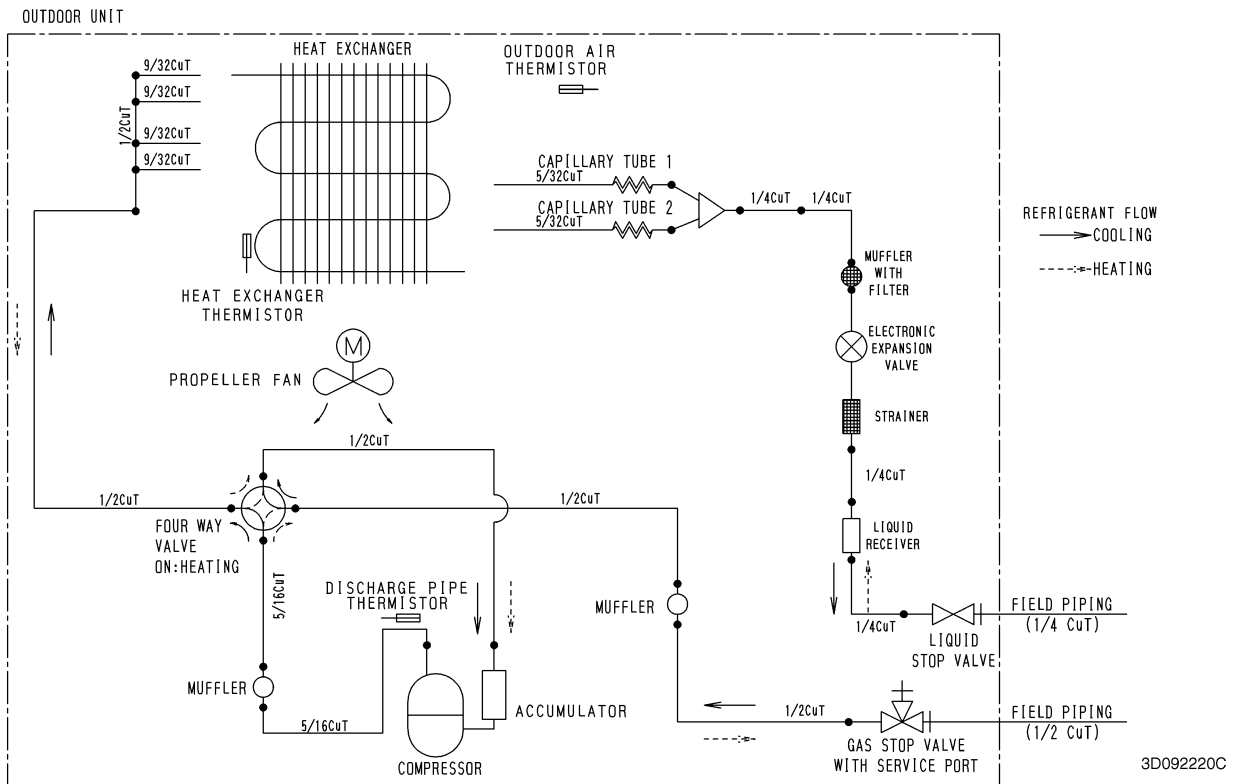 OUTDOOR UNIT
HEAT EXCHANGER
OUTDOOR AIR
THERMISTOR
9/32CuT
9/32CuT
1/2CuT
9/32CuT
9/32CuT
CAPILLARY TUBE 1
5/32CuT
CAPILLARY TUBE 2
5/32CuT
1/4CuT
1/4CuT
REFRIGERANT FLOW
COOLING
HEATING
MUFFLER
WITH
FILTER
HEAT EXCHANGER
THERMISTOR
ELECTRONIC
EXPANSION
VALVE
M
PROPELLER FAN
STRAINER
1/2CuT
1/4CuT
1/2CuT
1/2CuT
FOUR WAY
VALVE
ON:HEATING
LIQUID
RECEIVER
5/16CuT
DISCHARGE PIPE
THERMISTOR
MUFFLER
1/4CuT
LIQUID
STOP VALVE
FIELD PIPING
(1/4 CuT)
MUFFLER
5/16CuT
ACCUMULATOR
COMPRESSOR
1/2CuT
GAS STOP VALVE
WITH SERVICE PORT
FIELD PIPING
(1/2 CuT)
3D092220C